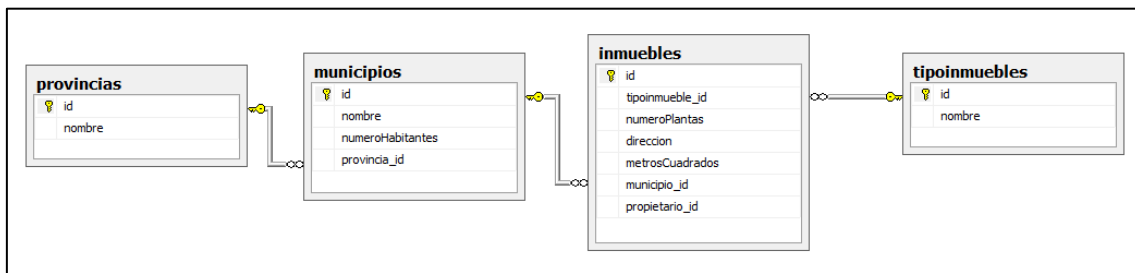 provincias
id
nombre
municipios
id
nombre
numeroHabitantes
provincia_id
inmuebles
id
tipoinmueble_id
numeroPlantas
direccion
metrosCuadrados
municipio_id
propietario_id
tipoinmuebles
id
nombre